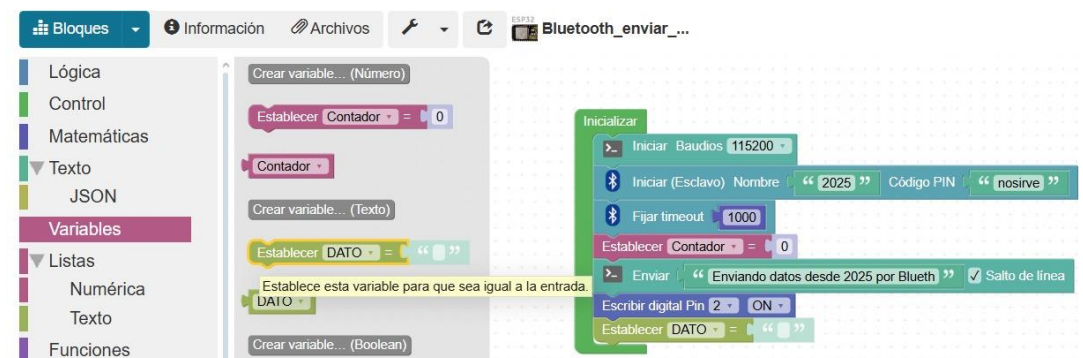 Bloques
Información
Archivos
ESP32
Bluetooth_enviar_...
Lógica
Control
Matemáticas
Texto
JSON
Variables
Listas
Numérica
Texto
Funciones
Crear variable... (Número)
Establecer Contador = 0
Contador
Crear variable... (Texto)
Establecer DATO = “ ”
Establece esta variable para que sea igual a la entrada.
DATO
Crear variable... (Boolean)
Inicializar
Iniciar Baudios 115200
Iniciar (Esclavo) Nombre “ 2025 ” Código PIN “ nosirve ”
Fijar timeout 1000
Establecer Contador = 0
Enviar “ Enviando datos desde 2025 por Blueth ” Salto de línea
Escribir digital Pin 2 ON
Establecer DATO = “ ”